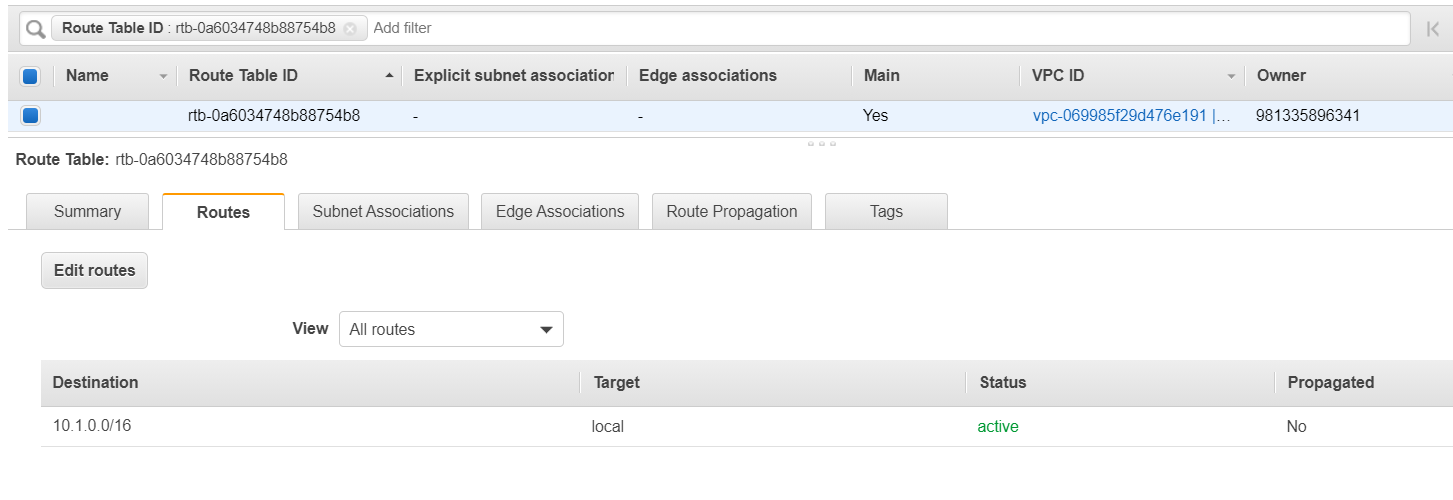 Route Table ID : rtb-0a6034748b88754b8 Add filter
Name Route Table ID Explicit subnet association Edge associations Main VPC ID Owner
rtb-0a6034748b88754b8 - - Yes vpc-069985f29d476e191 |... 981335896341
Route Table: rtb-0a6034748b88754b8
Summary Routes Subnet Associations Edge Associations Route Propagation Tags
Edit routes
View All routes
Destination Target Status Propagated
10.1.0.0/16 local active No